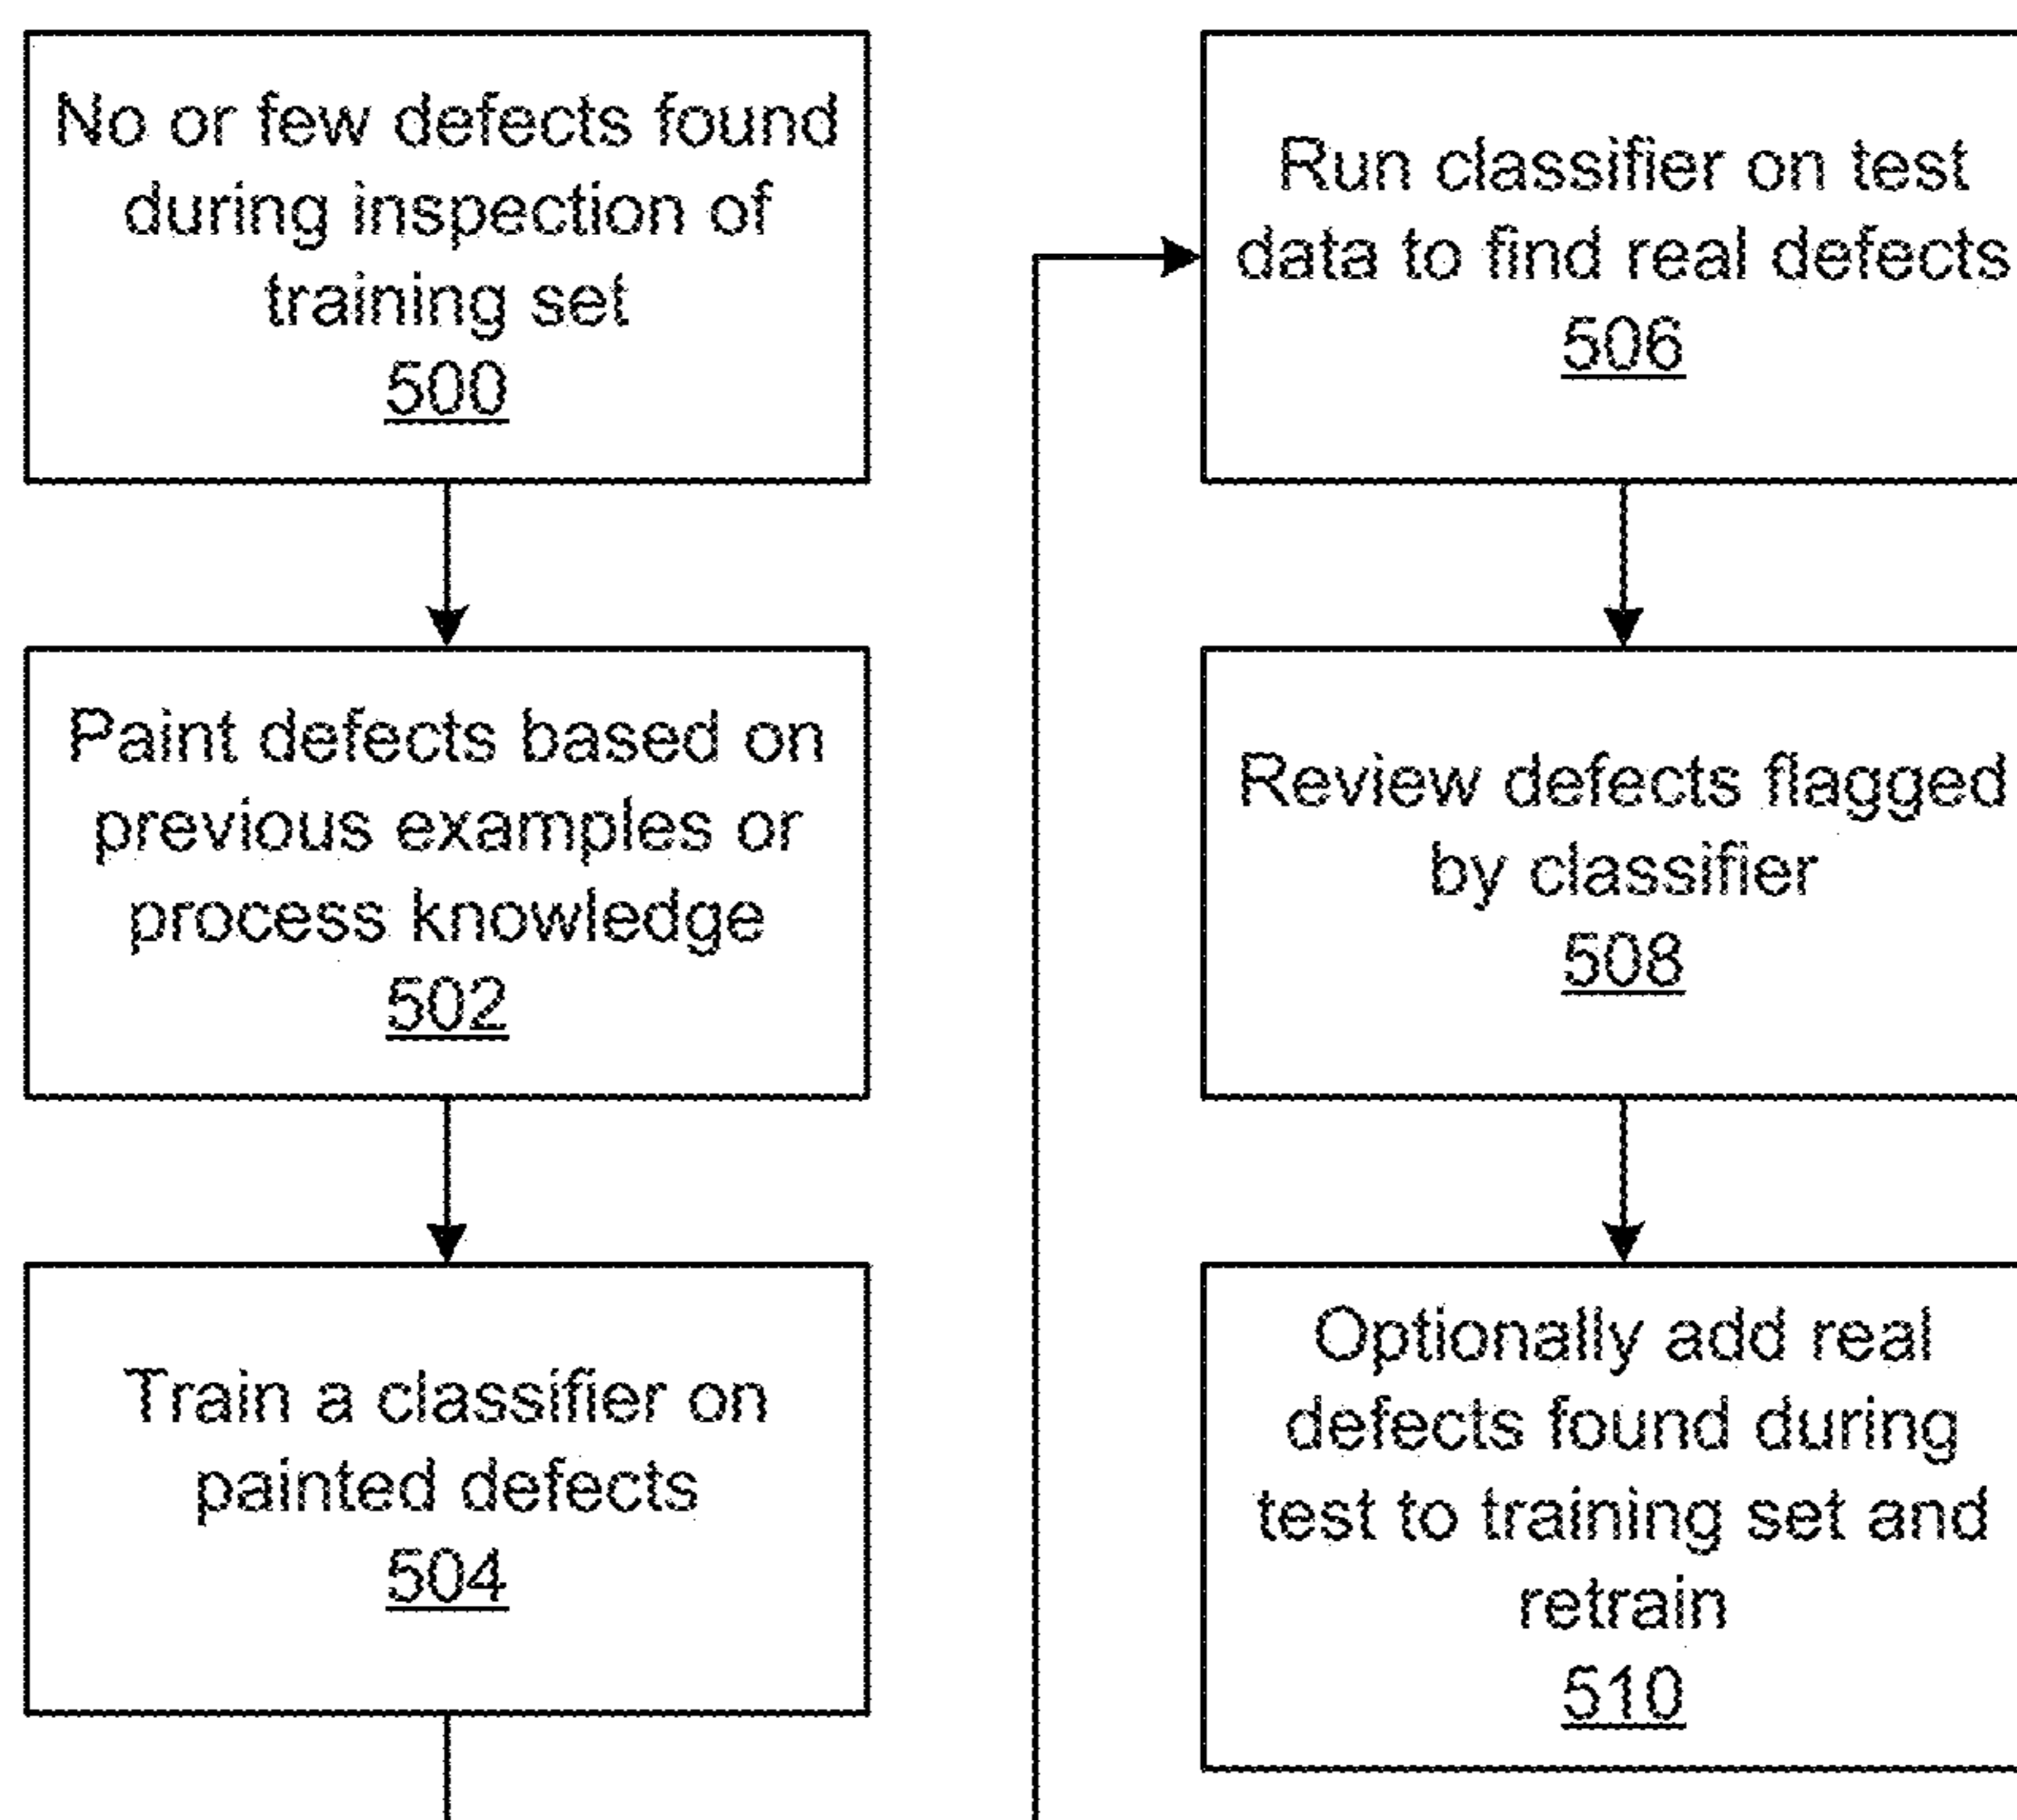 No or few defects found
during inspection of
training set
500
Paint defects based on
previous examples or
process knowledge
502
Train a classifier on
painted defects
504
Run classifier on test
data to find real defects
506
Review defects flagged
by classifier
508
Optionally add real
defects found during
test to training set and
retrain
510